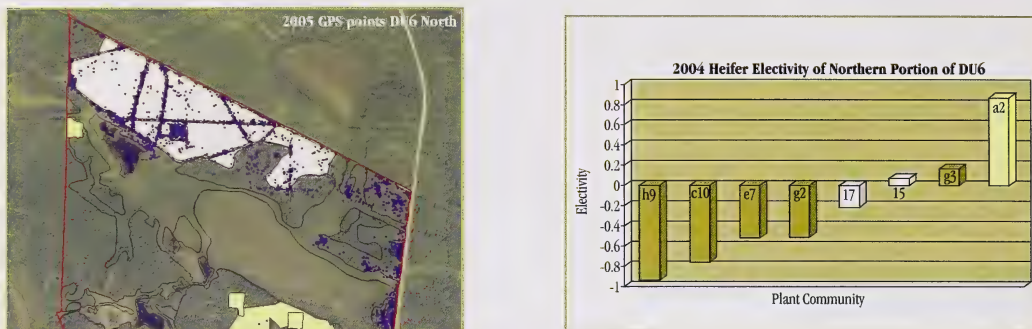 2005 GPS points DU6 North
2004 Heifer Electivity of Northern Portion of DU6
1
0.8
0.6
0.4
0.2
0
-0.2
-0.4
-0.6
-0.8
-1
Electivity
h9
c10
e7
g2
17
15
g3
a2
Plant Community